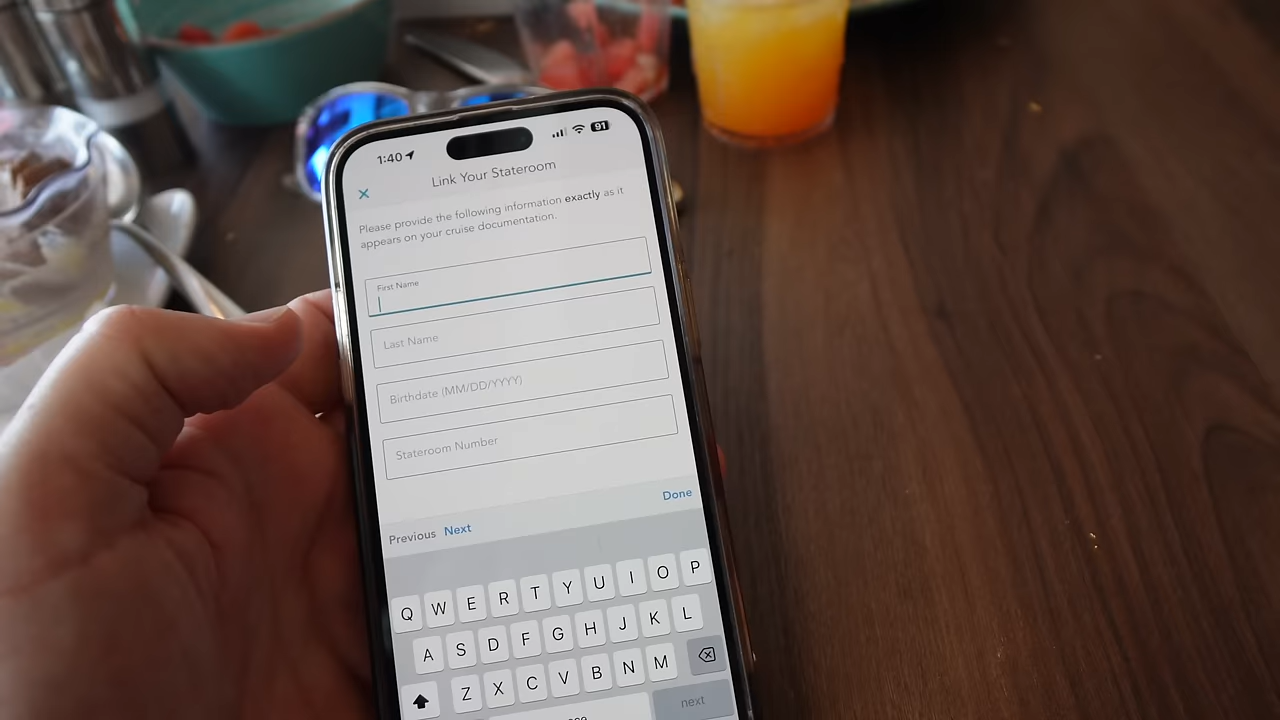 1:40
91
Link Your Stateroom
Please provide the following information exactly as it
appears on your cruise documentation.
First Name
Last Name
Birthdate (MM/DD/YYYY)
Stateroom Number
Done
Previous Next
Q W E R T Y U I O P
A S D F G H J K L
Z X C V B N M
next